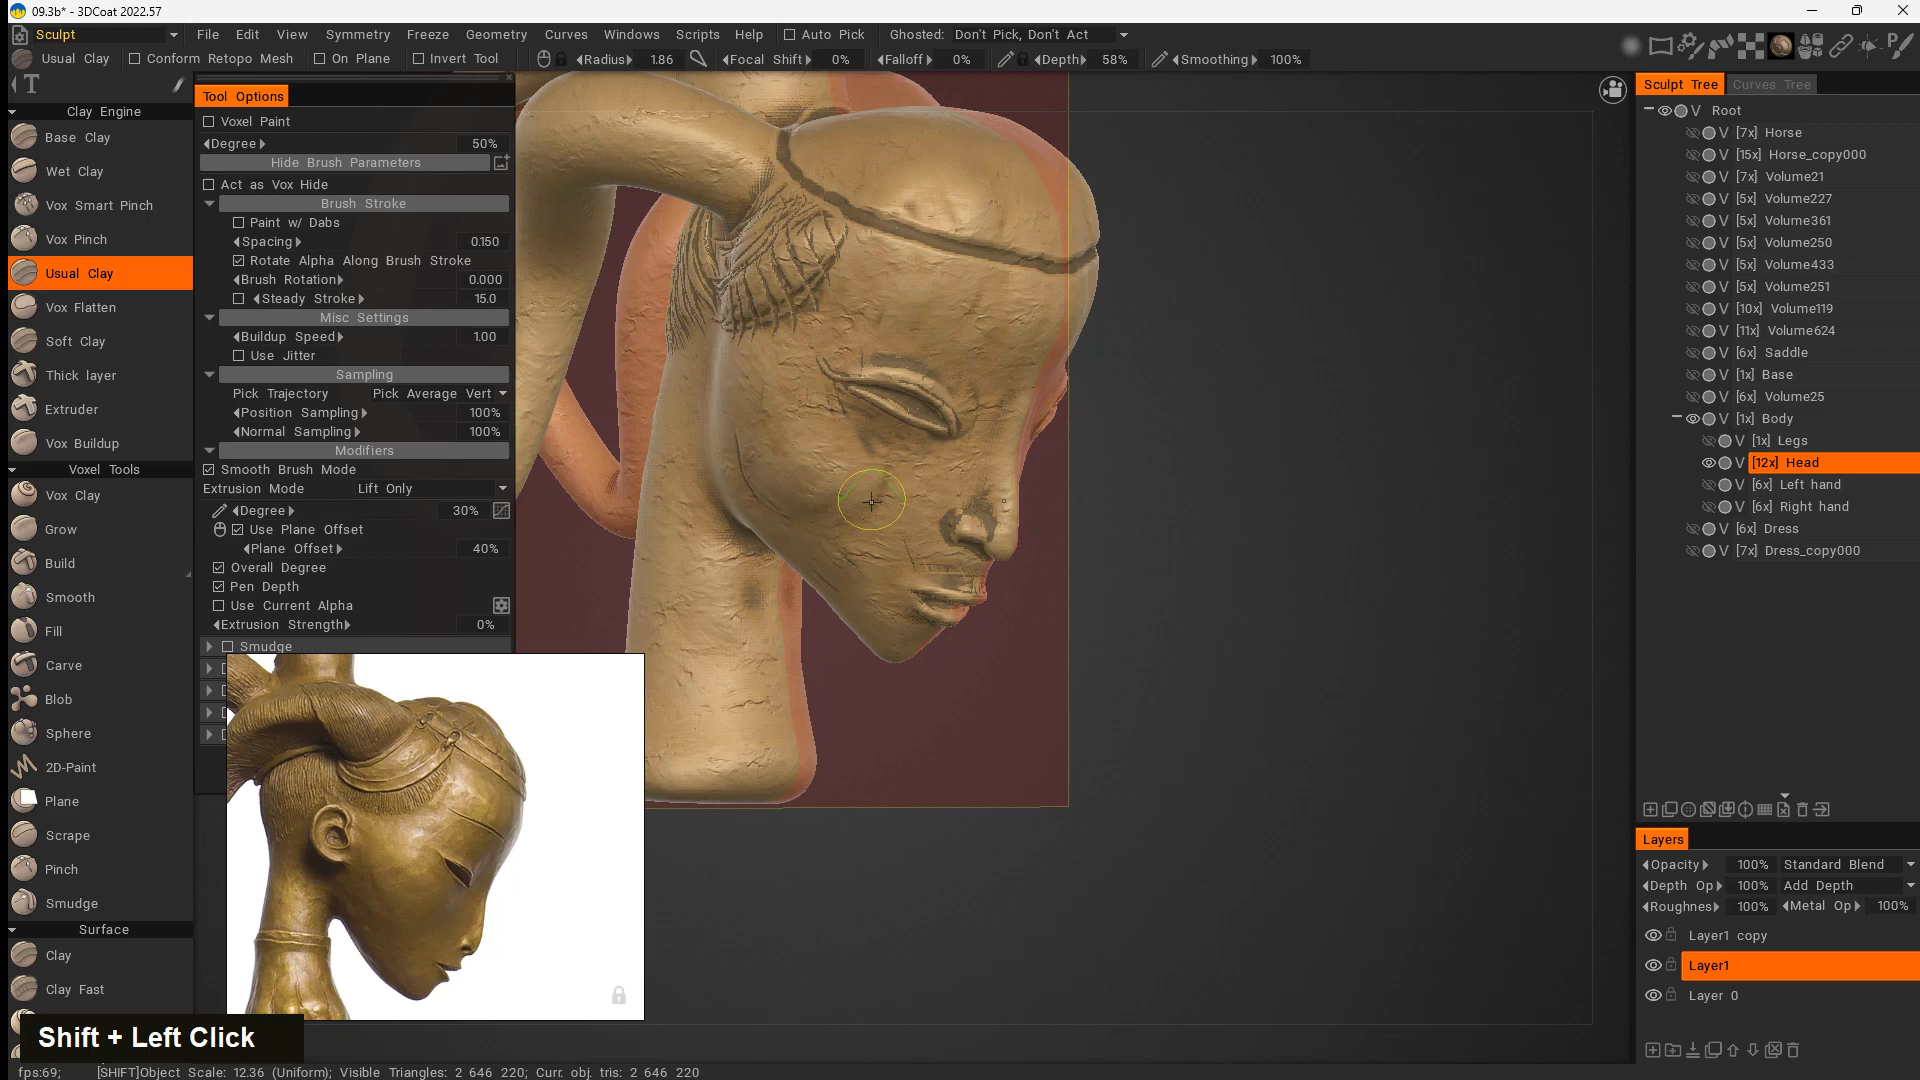 09.3b* - 3DCoat 2022.57
Sculpt File Edit View Symmetry Freeze Geometry Curves Windows Scripts Help Auto Pick Ghosted: Don't Pick, Don't Act
Usual Clay Conform Retopo Mesh On Plane Invert Tool Radius 1.86 Focal Shift 0% Falloff 0% Depth 58% Smoothing 100%
T
Clay Engine
Base Clay
Wet Clay
Vox Smart Pinch
Vox Pinch
Usual Clay
Vox Flatten
Soft Clay
Thick layer
Extruder
Vox Buildup
Voxel Tools
Vox Clay
Grow
Build
Smooth
Fill
Carve
Blob
Sphere
2D-Paint
Plane
Scrape
Pinch
Smudge
Surface
Clay
Clay Fast
Tool Options
Voxel Paint
Degree 50%
Hide Brush Parameters
Act as Vox Hide
Brush Stroke
Paint w/ Dabs
Spacing 0.150
Rotate Alpha Along Brush Stroke
Brush Rotation 0.000
Steady Stroke 15.0
Misc Settings
Buildup Speed 1.00
Use Jitter
Sampling
Pick Trajectory Pick Average Vert
Position Sampling 100%
Normal Sampling 100%
Modifiers
Smooth Brush Mode
Extrusion Mode Lift Only
Degree 30%
Use Plane Offset
Plane Offset 40%
Overall Degree
Pen Depth
Use Current Alpha
Extrusion Strength 0%
Smudge
Sculpt Tree Curves Tree
V Root
V [7x] Horse
V [15x] Horse_copy000
V [7x] Volume21
V [5x] Volume227
V [5x] Volume361
V [5x] Volume250
V [5x] Volume433
V [5x] Volume251
V [10x] Volume119
V [11x] Volume624
V [6x] Saddle
V [1x] Base
V [6x] Volume25
V [1x] Body
V [1x] Legs
V [12x] Head
V [6x] Left hand
V [6x] Right hand
V [6x] Dress
V [7x] Dress_copy000
Layers
Opacity 100% Standard Blend
Depth Op 100% Add Depth
Roughnes 100% Metal Op 100%
Layer1 copy
Layer1
Layer 0
Shift + Left Click
fps:69; [SHIFT]Object Scale: 12.36 (Uniform); Visible Triangles: 2 646 220; Curr. obj. tris: 2 646 220